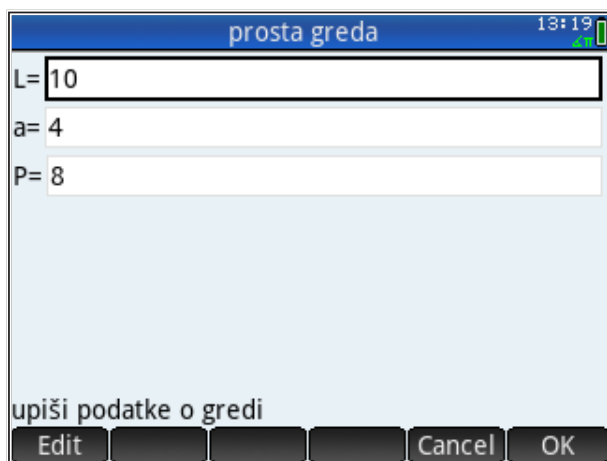 prosta greda 13:19
∡π
L= 10
a= 4
P= 8
upiši podatke o gredi
Edit Cancel OK